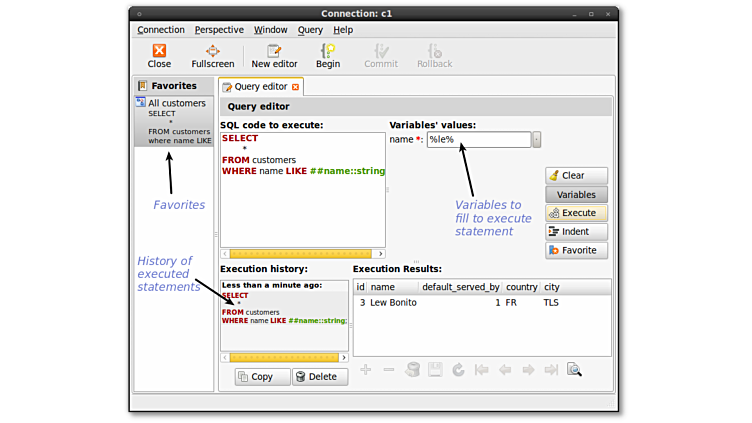 Connection: c1
Connection Perspective Window Query Help
Close Fullscreen New editor Begin Commit Rollback
Favorites
All customers
SELECT
*
FROM customers
where name LIKE
Favorites
Query editor
Query editor
SQL code to execute:
SELECT
*
FROM customers
WHERE name LIKE ##name::string
Variables' values:
name *: %le%
Variables to
fill to execute
statement
Clear
Variables
Execute
Indent
Favorite
History of
executed
statements
Execution history:
Less than a minute ago:
SELECT
*
FROM customers
WHERE name LIKE ##name::string;
Copy Delete
Execution Results:
id name default_served_by country city
3 Lew Bonito 1 FR TLS